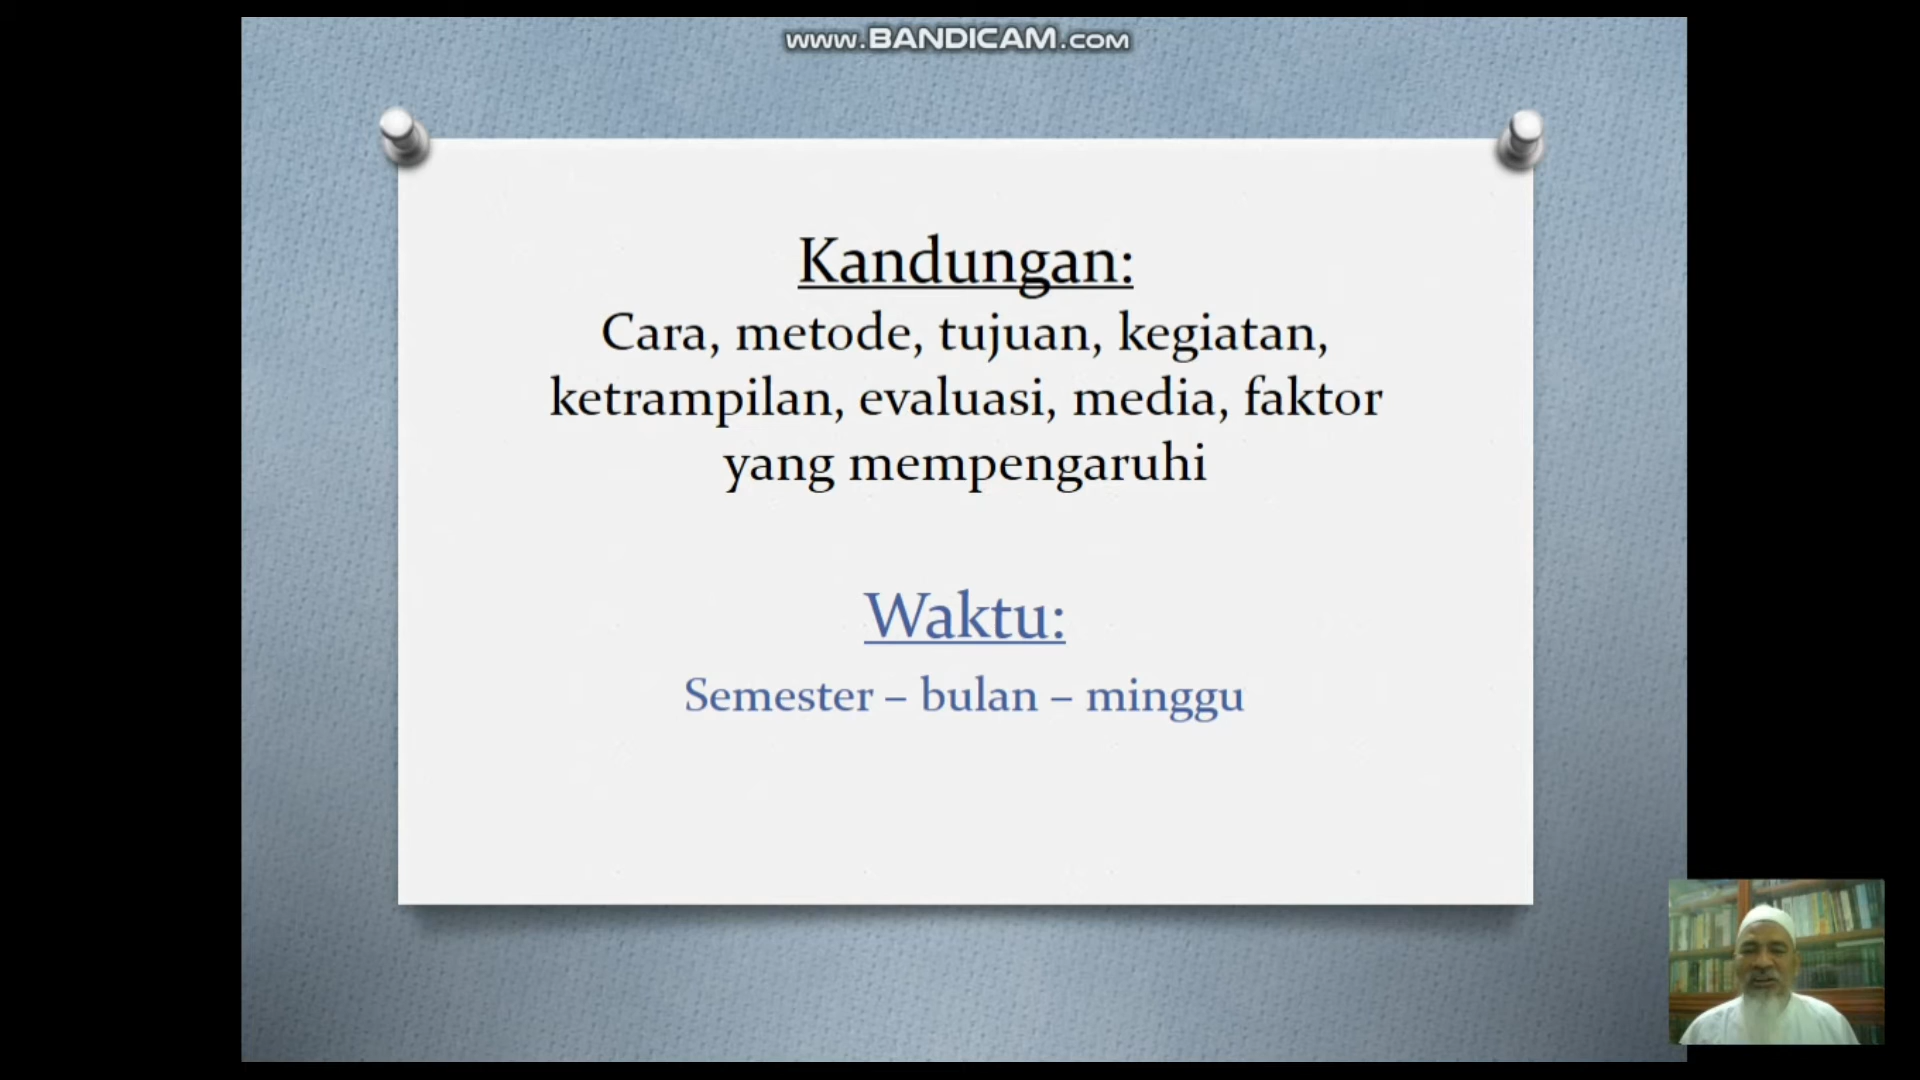 www.BANDICAM.com
Kandungan:
Cara, metode, tujuan, kegiatan,
ketrampilan, evaluasi, media, faktor
yang mempengaruhi
Waktu:
Semester – bulan – minggu